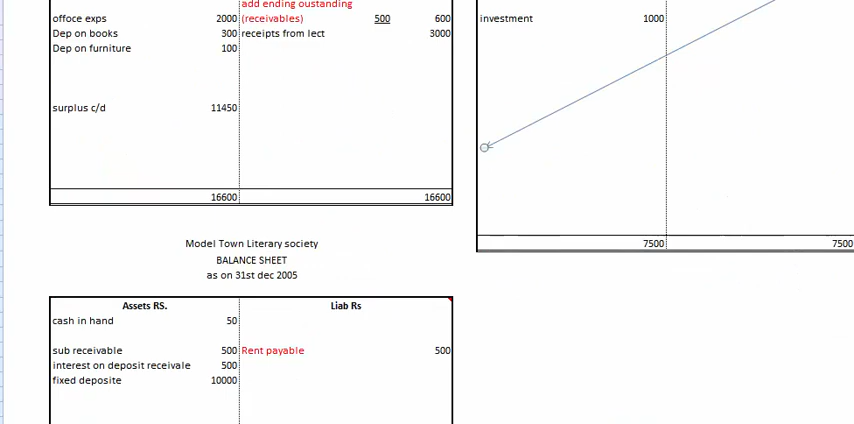 add ending oustanding
offoce exps 2000 (receivables) 500 600
Dep on books 300 receipts from lect 3000
Dep on furniture 100
surplus c/d 11450
16600 16600
investment 1000
7500 7500
Model Town Literary society
BALANCE SHEET
as on 31st dec 2005
Assets RS. Liab Rs
cash in hand 50
sub receivable 500 Rent payable 500
interest on deposit receivale 500
fixed deposite 10000